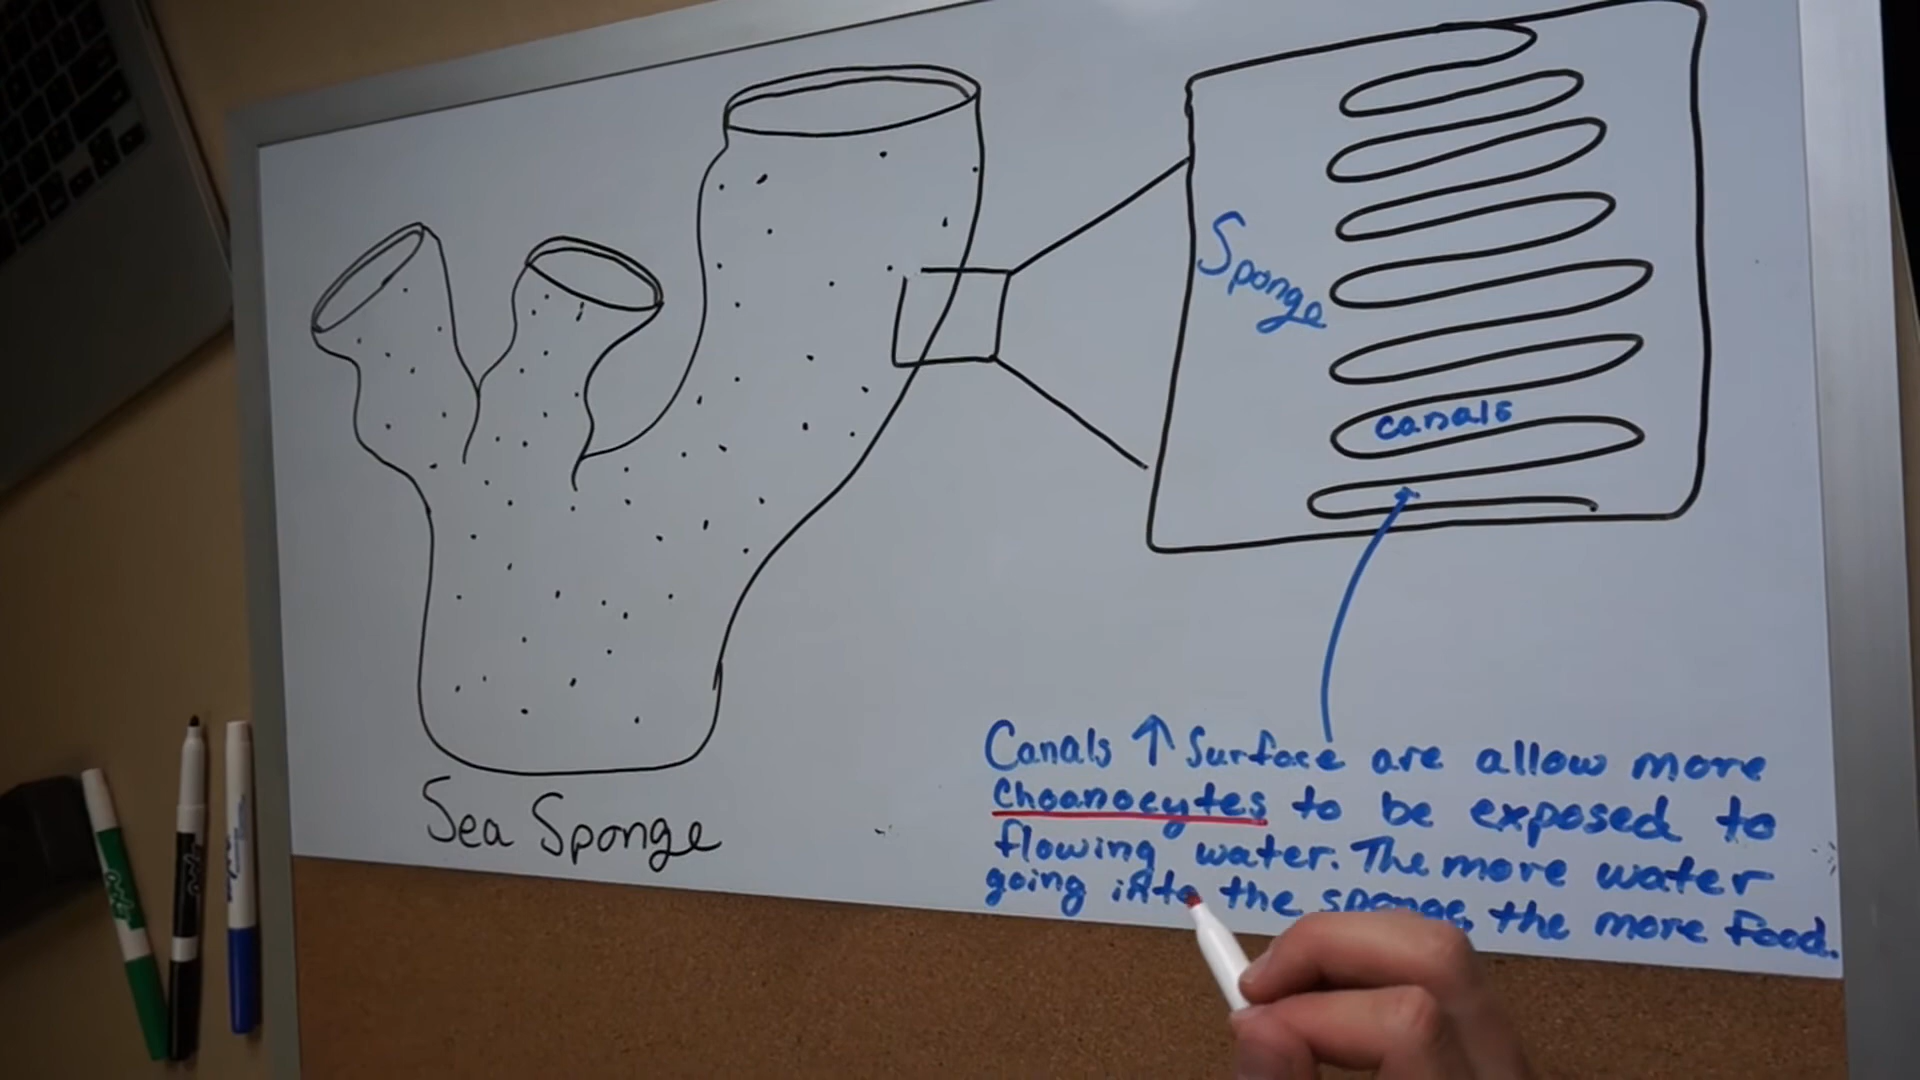 Sponge
canals
Sea Sponge
Canals ↑ Surface are allow more
Choanocytes to be exposed to
flowing water. The more water
going into the sponge, the more food.